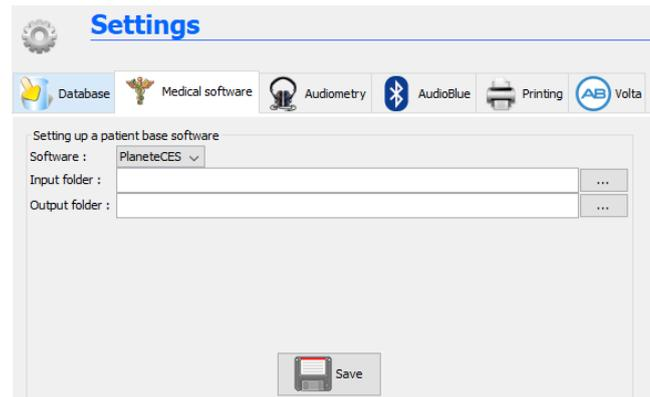 Settings
Database Medical software Audiometry AudioBlue Printing AB Volta
Setting up a patient base software
Software : PlaneteCES
Input folder : ...
Output folder : ...
Save